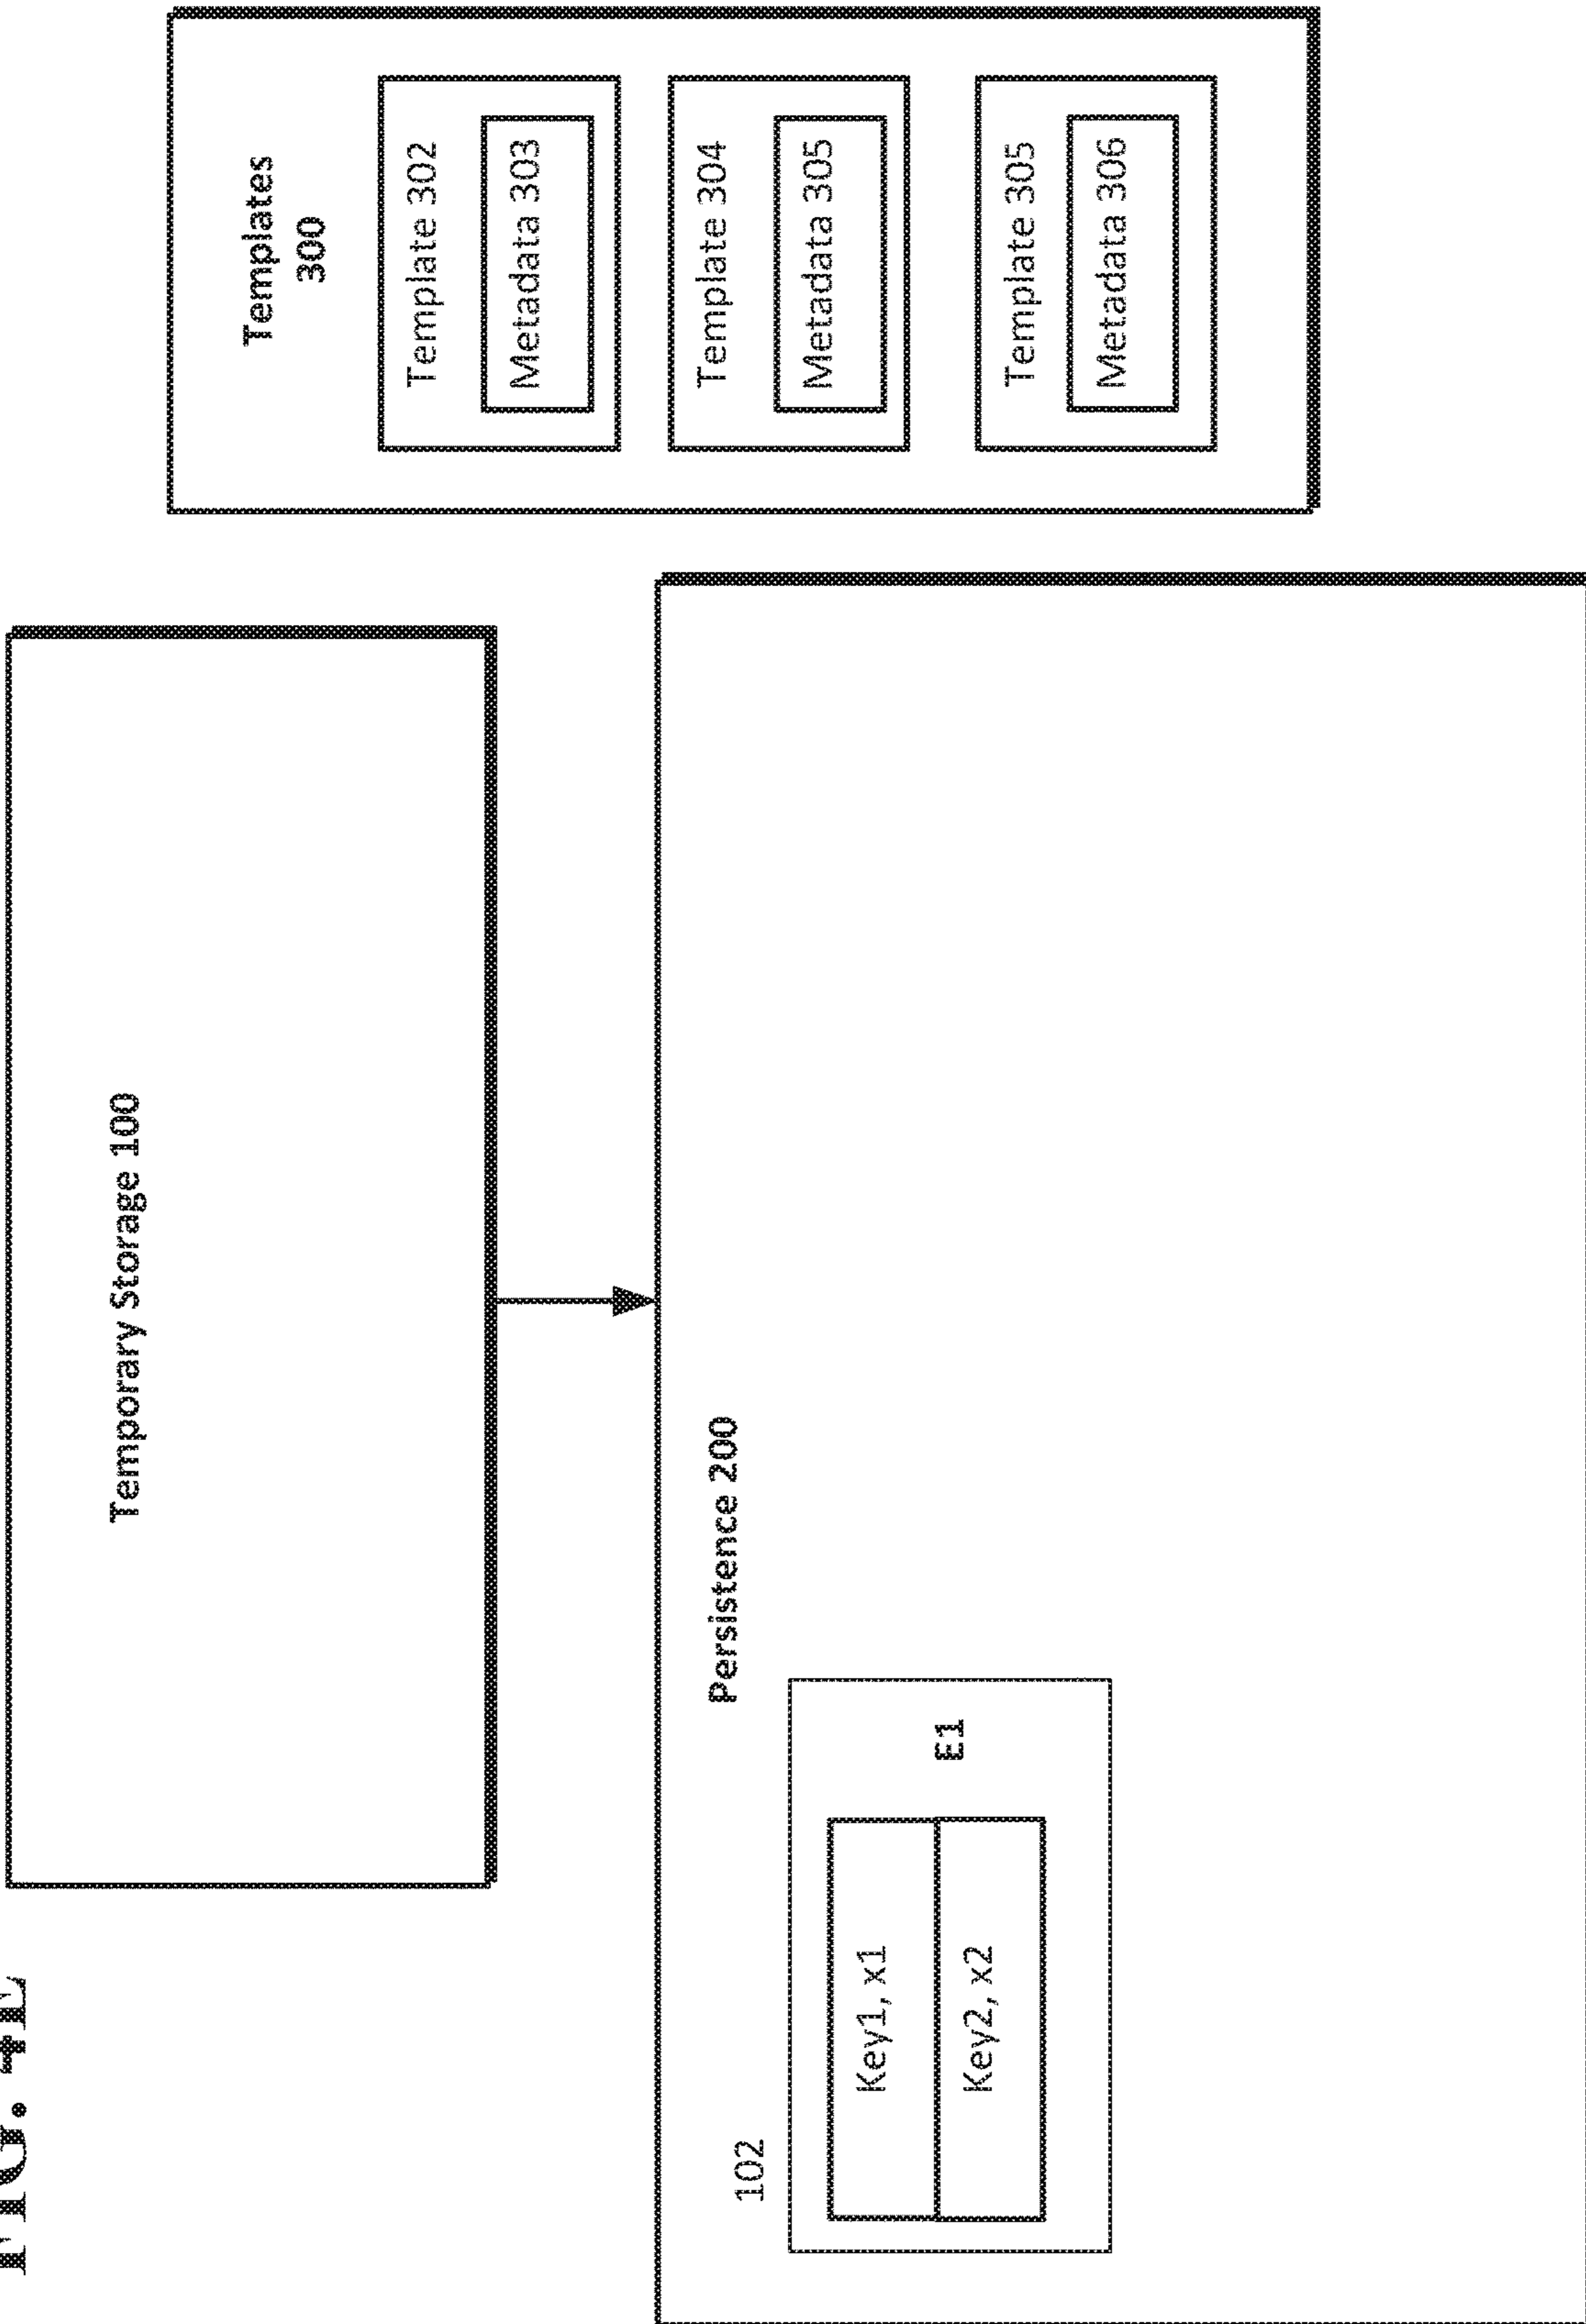 FIG. 4E
Temporary Storage 100
Templates
300
Template 302
Metadata 303
Template 304
Metadata 305
Template 305
Metadata 306
Persistence 200
102
Key1, x1
Key2, x2
E1